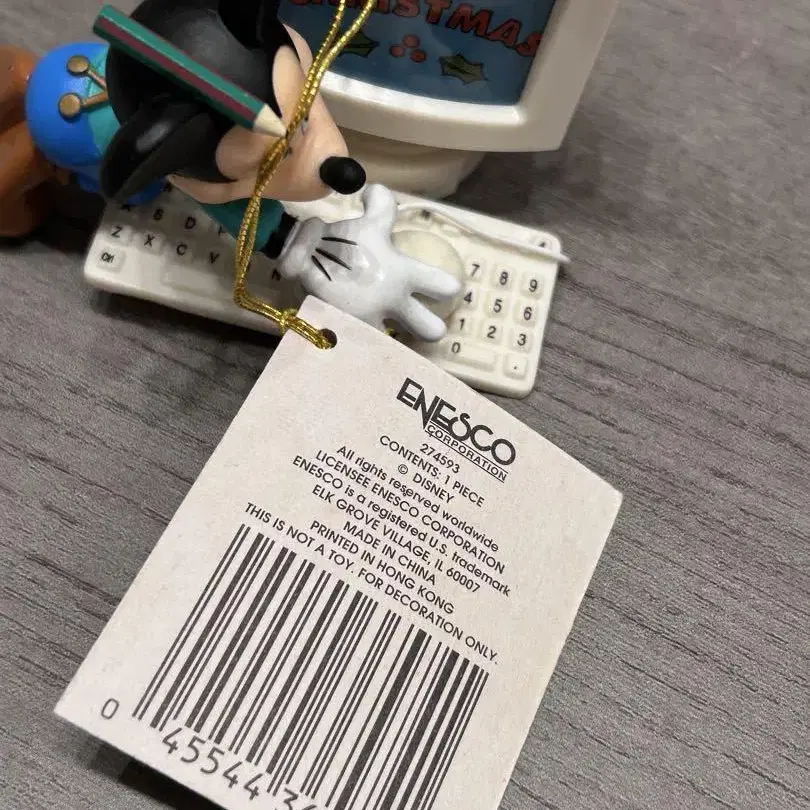 CHRISTMAS
A S D F
7 8 9
Z X C V N
4 5 6
1 2 3
0 .
ENESCO
CORPORATION
274593
CONTENTS: 1 PIECE
© DISNEY
All rights reserved worldwide
LICENSEE ENESCO CORPORATION
ENESCO is a registered U.S. trademark
ELK GROVE VILLAGE, IL 60007
MADE IN CHINA
PRINTED IN HONG KONG
THIS IS NOT A TOY. FOR DECORATION ONLY.
0 45544